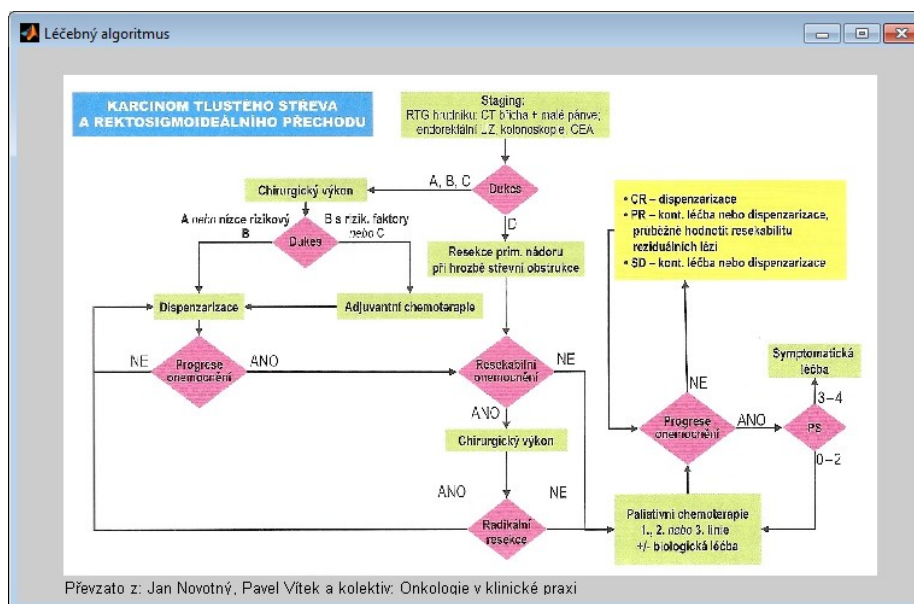 Léčebný algoritmus
KARCINOM TLUSTÉHO STŘEVA
A REKTOSIGMOIDEÁLNÍHO PŘECHODU
Staging:
RTG hrudníku; CT břicha + malé pánve;
endorektální UZ, kolonoskopie, CEA
A, B, C
Dukes
Chirurgický výkon
A nebo nízce rizikový
B
Dukes
B s rizik. faktory
nebo C
D
Resekce prim. nádoru
při hrozbě střevní obstrukce
• CR – dispenzarizace
• PR – kont. léčba nebo dispenzarizace,
průběžně hodnotit resekabilitu
reziduálních lézí
• SD – kont. léčba nebo dispenzarizace
Dispenzarizace
Adjuvantní chemoterapie
NE
Progrese
onemocnění
ANO
Resekabilní
onemocnění
NE
Symptomatická
léčba
NE
3–4
ANO
Chirurgický výkon
Progrese
onemocnění
ANO
PS
0–2
ANO
Radikální
resekce
NE
Paliativní chemoterapie
1., 2. nebo 3. linie
+/- biologická léčba
Převzato z: Jan Novotný, Pavel Vítek a kolektiv: Onkologie v klinické praxi